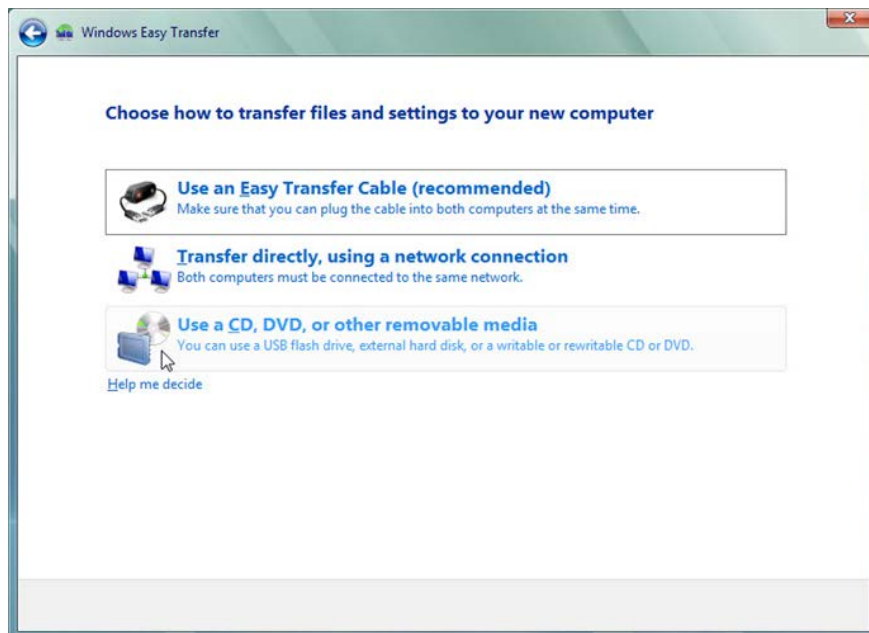 Windows Easy Transfer
Choose how to transfer files and settings to your new computer
Use an Easy Transfer Cable (recommended)
Make sure that you can plug the cable into both computers at the same time.
Transfer directly, using a network connection
Both computers must be connected to the same network.
Use a CD, DVD, or other removable media
You can use a USB flash drive, external hard disk, or a writable or rewritable CD or DVD.
Help me decide